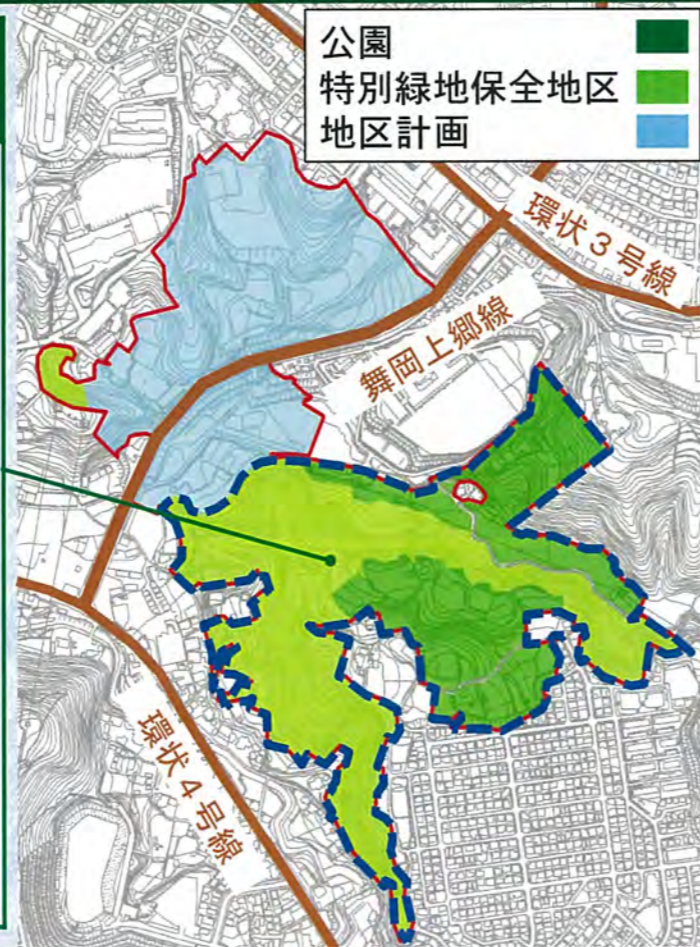 公園
特別緑地保全地区
地区計画
環状3号線
舞岡上郷線
環状4号線